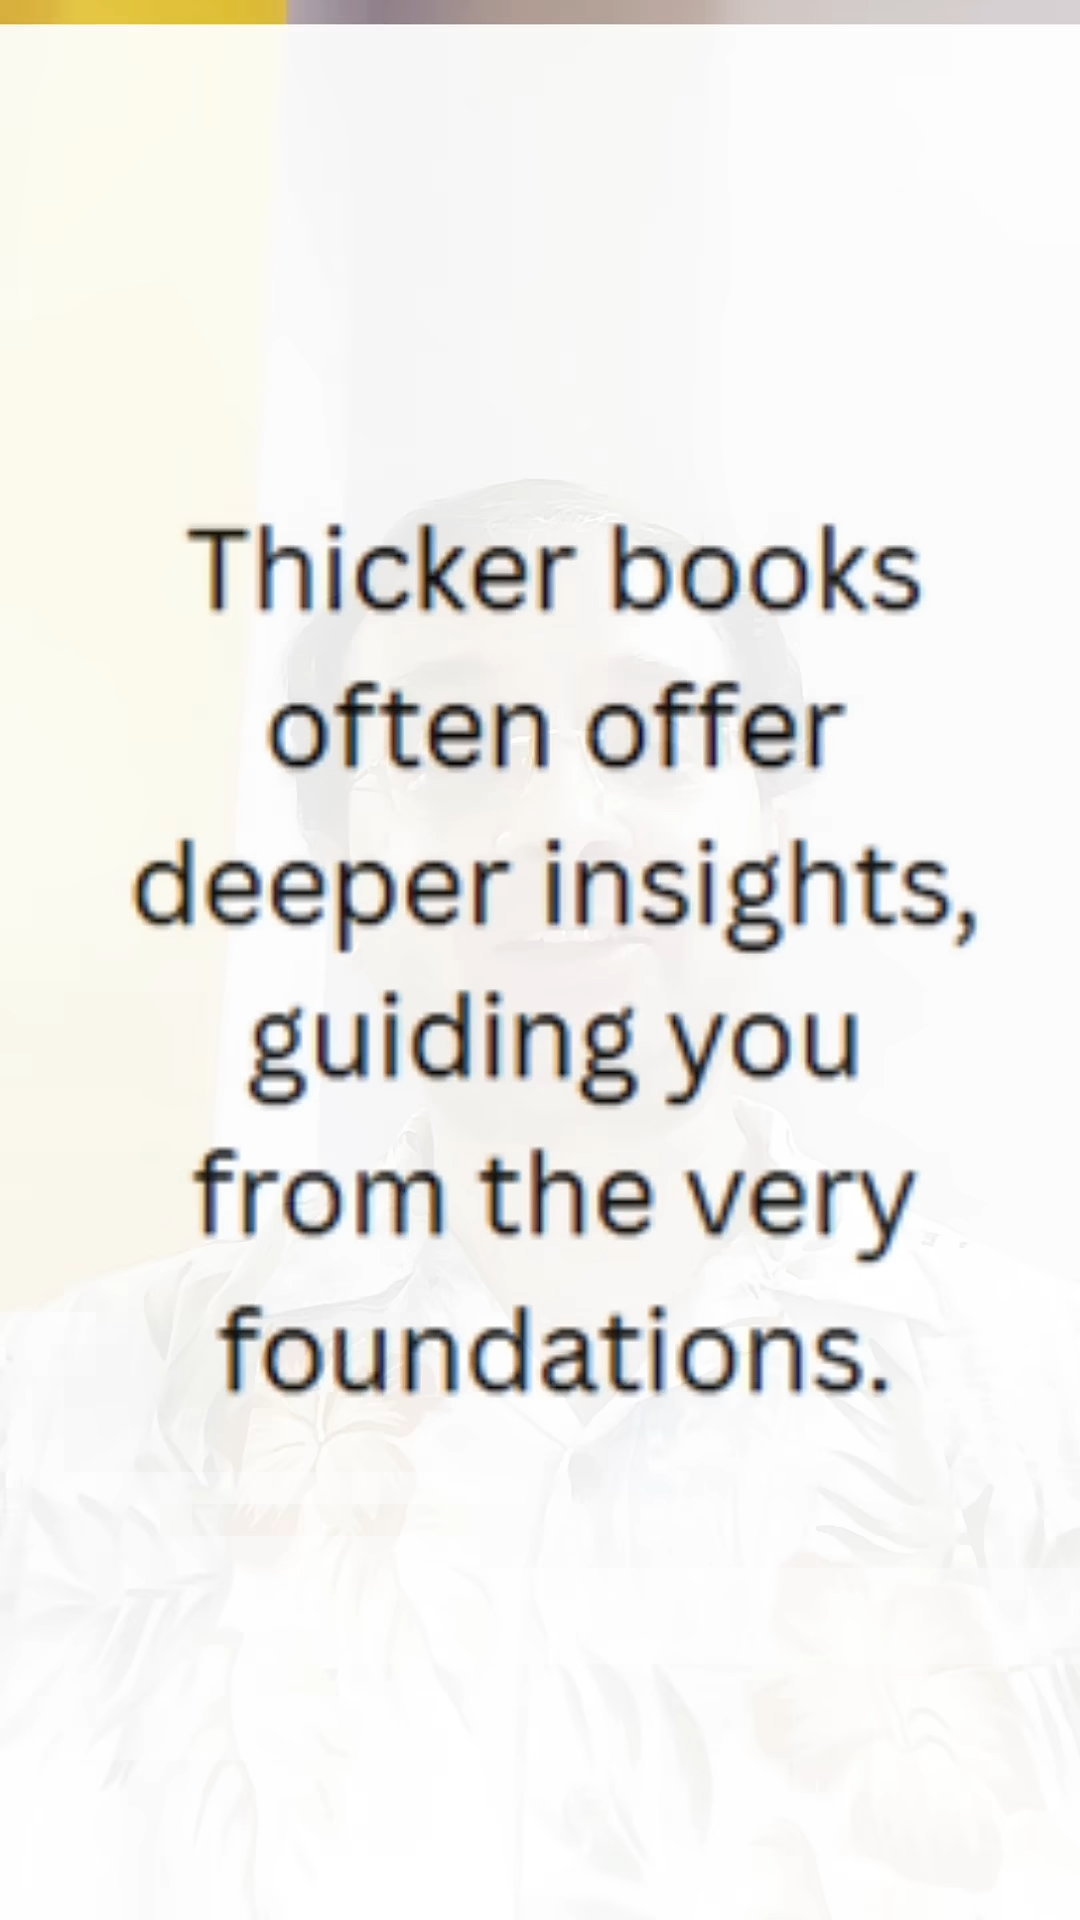 Thicker books
often offer
deeper insights,
guiding you
from the very
foundations.